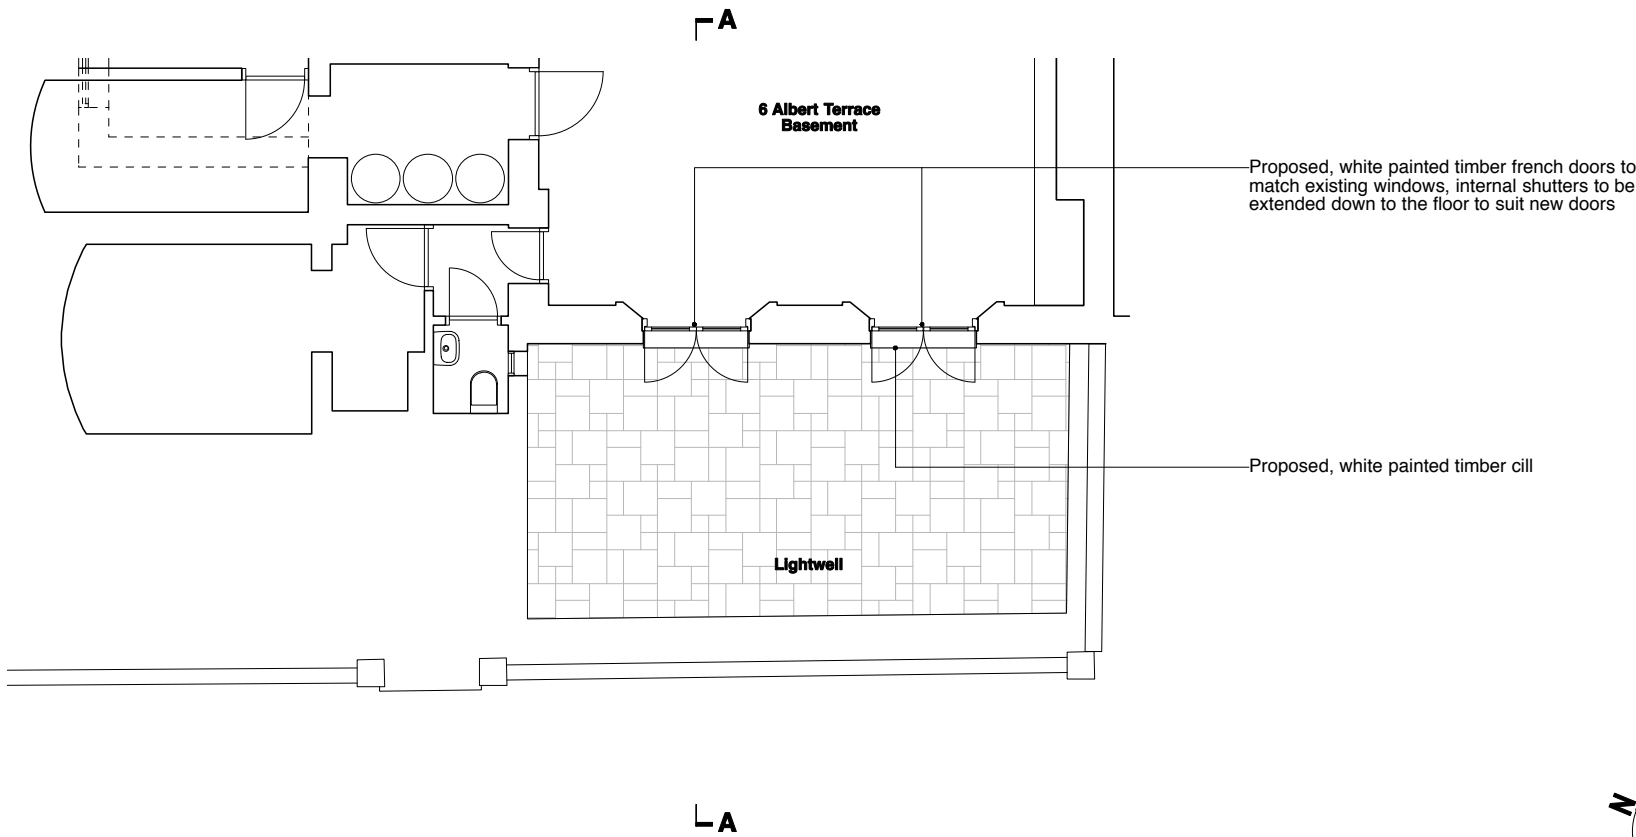 A
6 Albert Terrace
Basement
Proposed, white painted timber french doors to
match existing windows, internal shutters to be
extended down to the floor to suit new doors
Proposed, white painted timber cill
Lightwell
A
N